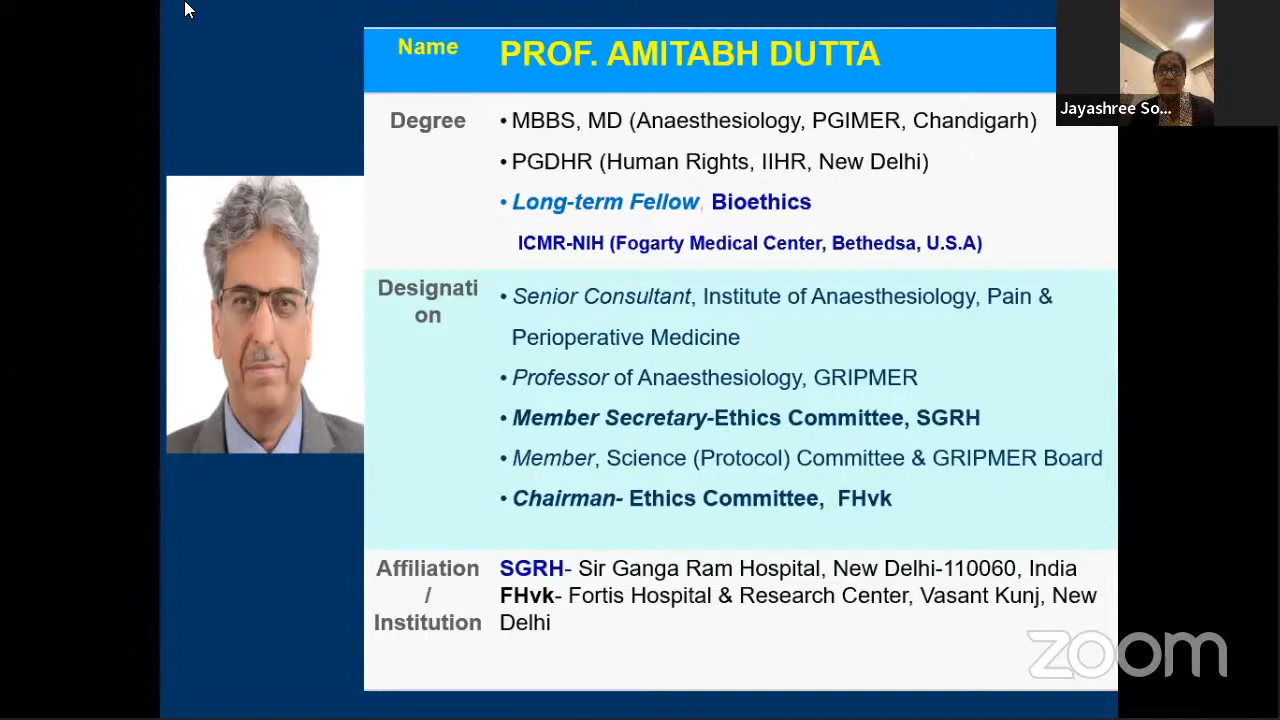 Name
PROF. AMITABH DUTTA
Jayashree So...
Degree
• MBBS, MD (Anaesthesiology, PGIMER, Chandigarh)
• PGDHR (Human Rights, IIHR, New Delhi)
• Long-term Fellow, Bioethics
ICMR-NIH (Fogarty Medical Center, Bethedsa, U.S.A)
Designati
on
• Senior Consultant, Institute of Anaesthesiology, Pain &
Perioperative Medicine
• Professor of Anaesthesiology, GRIPMER
• Member Secretary-Ethics Committee, SGRH
• Member, Science (Protocol) Committee & GRIPMER Board
• Chairman- Ethics Committee, FHvk
Affiliation
/
Institution
SGRH- Sir Ganga Ram Hospital, New Delhi-110060, India
FHvk- Fortis Hospital & Research Center, Vasant Kunj, New
Delhi
zoom